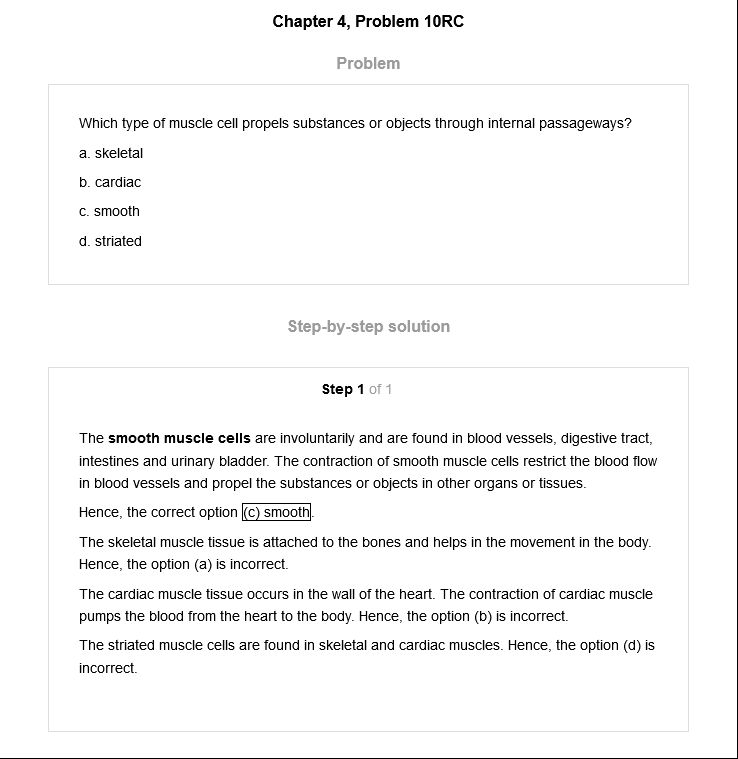 Chapter 4, Problem 10RC
Problem
Which type of muscle cell propels substances or objects through internal passageways?
a. skeletal
b. cardiac
c. smooth
d. striated
Step-by-step solution
Step 1 of 1
The smooth muscle cells are involuntarily and are found in blood vessels, digestive tract,
intestines and urinary bladder. The contraction of smooth muscle cells restrict the blood flow
in blood vessels and propel the substances or objects in other organs or tissues.
Hence, the correct option (c) smooth.
The skeletal muscle tissue is attached to the bones and helps in the movement in the body.
Hence, the option (a) is incorrect.
The cardiac muscle tissue occurs in the wall of the heart. The contraction of cardiac muscle
pumps the blood from the heart to the body. Hence, the option (b) is incorrect.
The striated muscle cells are found in skeletal and cardiac muscles. Hence, the option (d) is
incorrect.